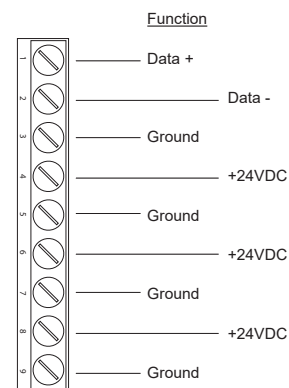 Function
1 Data +
2 Data -
3 Ground
4 +24VDC
5 Ground
6 +24VDC
7 Ground
8 +24VDC
9 Ground